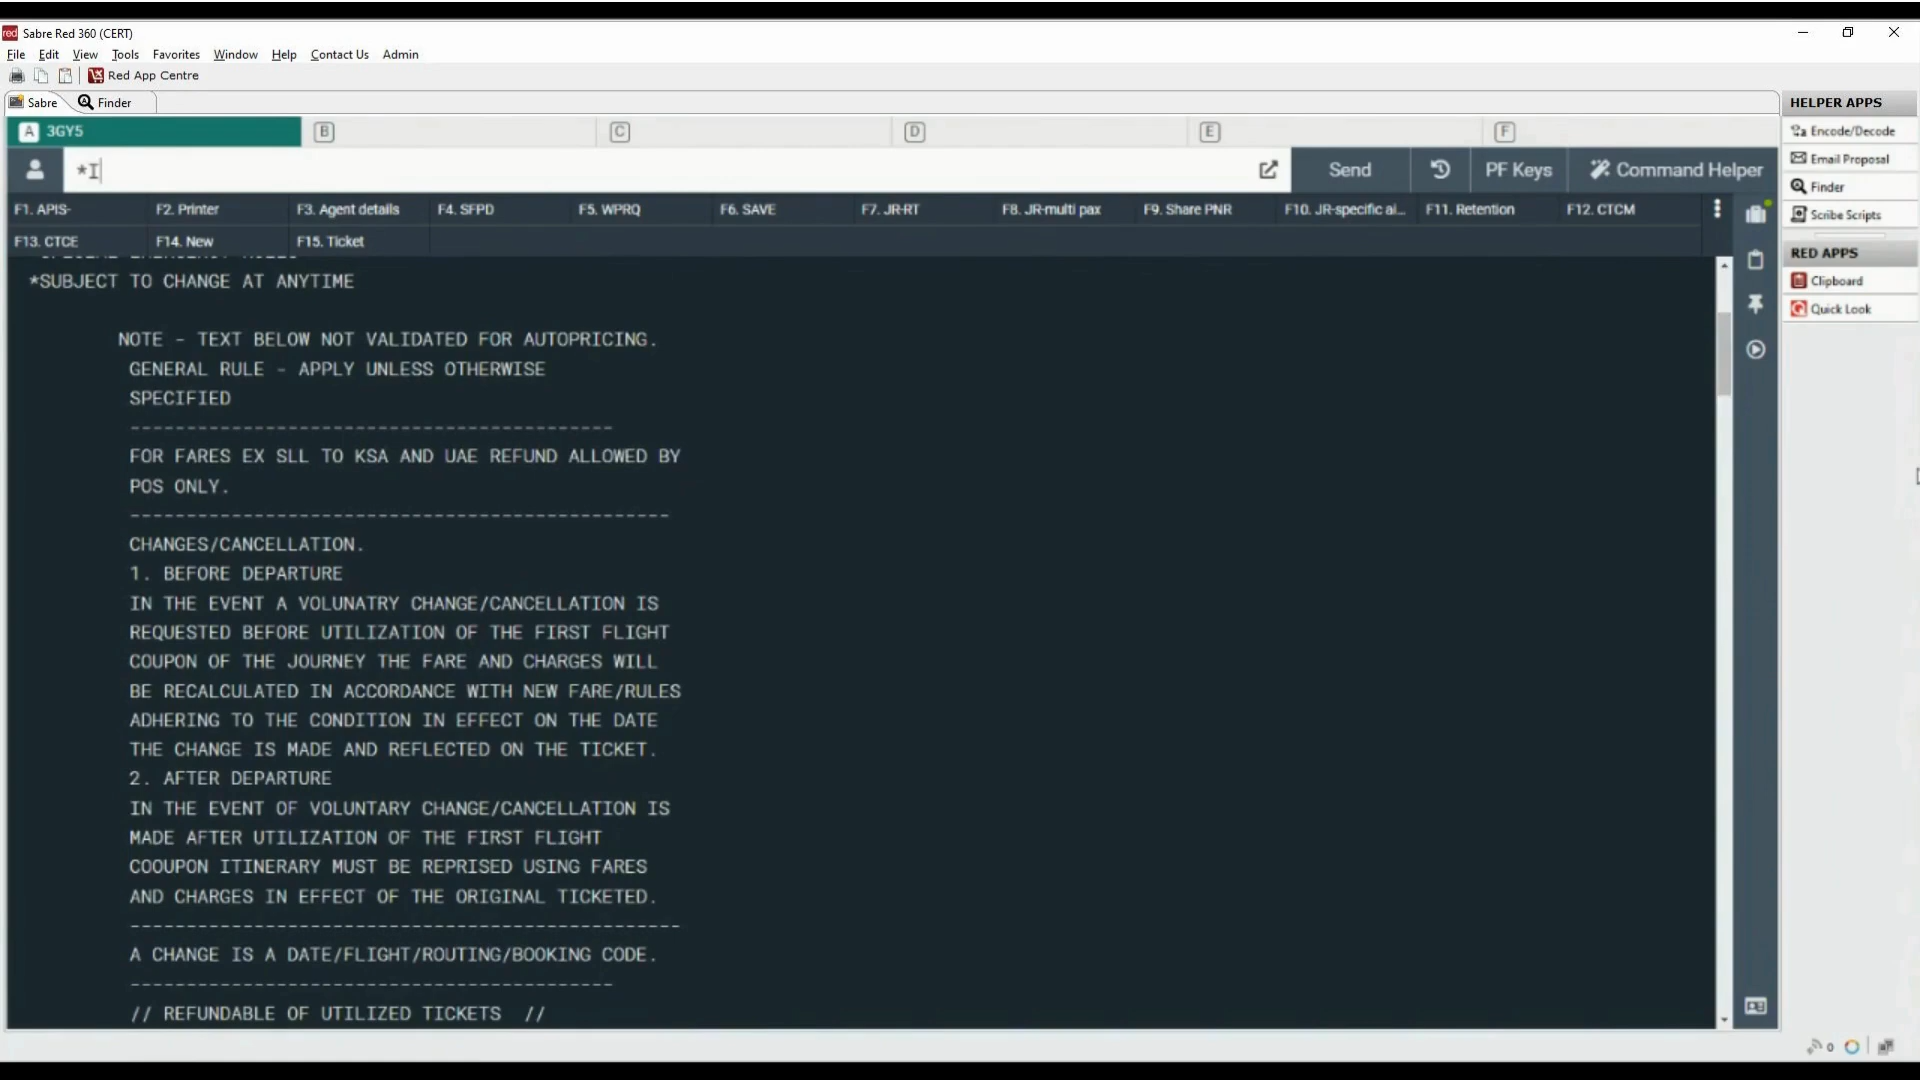 red Sabre Red 360 (CERT)
File Edit View Tools Favorites Window Help Contact Us Admin
Red App Centre
Sabre Finder
HELPER APPS
A 3GY5 B C D E F
Encode/Decode
Email Proposal
*I
Send PF Keys Command Helper
Finder
F1. APIS- F2. Printer F3. Agent details F4. SFPD F5. WPRQ F6. SAVE F7. JR-RT F8. JR-multi pax F9. Share PNR F10. JR-specific ai... F11. Retention F12. CTCM
Scribe Scripts
F13. CTCE F14. New F15. Ticket
RED APPS
Clipboard
Quick Look
*SUBJECT TO CHANGE AT ANYTIME
NOTE - TEXT BELOW NOT VALIDATED FOR AUTOPRICING.
GENERAL RULE - APPLY UNLESS OTHERWISE
SPECIFIED
-------------------------------------------
FOR FARES EX SLL TO KSA AND UAE REFUND ALLOWED BY
POS ONLY.
------------------------------------------------
CHANGES/CANCELLATION.
1. BEFORE DEPARTURE
IN THE EVENT A VOLUNATRY CHANGE/CANCELLATION IS
REQUESTED BEFORE UTILIZATION OF THE FIRST FLIGHT
COUPON OF THE JOURNEY THE FARE AND CHARGES WILL
BE RECALCULATED IN ACCORDANCE WITH NEW FARE/RULES
ADHERING TO THE CONDITION IN EFFECT ON THE DATE
THE CHANGE IS MADE AND REFLECTED ON THE TICKET.
2. AFTER DEPARTURE
IN THE EVENT OF VOLUNTARY CHANGE/CANCELLATION IS
MADE AFTER UTILIZATION OF THE FIRST FLIGHT
COOUPON ITINERARY MUST BE REPRISED USING FARES
AND CHARGES IN EFFECT OF THE ORIGINAL TICKETED.
-------------------------------------------------
A CHANGE IS A DATE/FLIGHT/ROUTING/BOOKING CODE.
-------------------------------------------
// REFUNDABLE OF UTILIZED TICKETS //
0